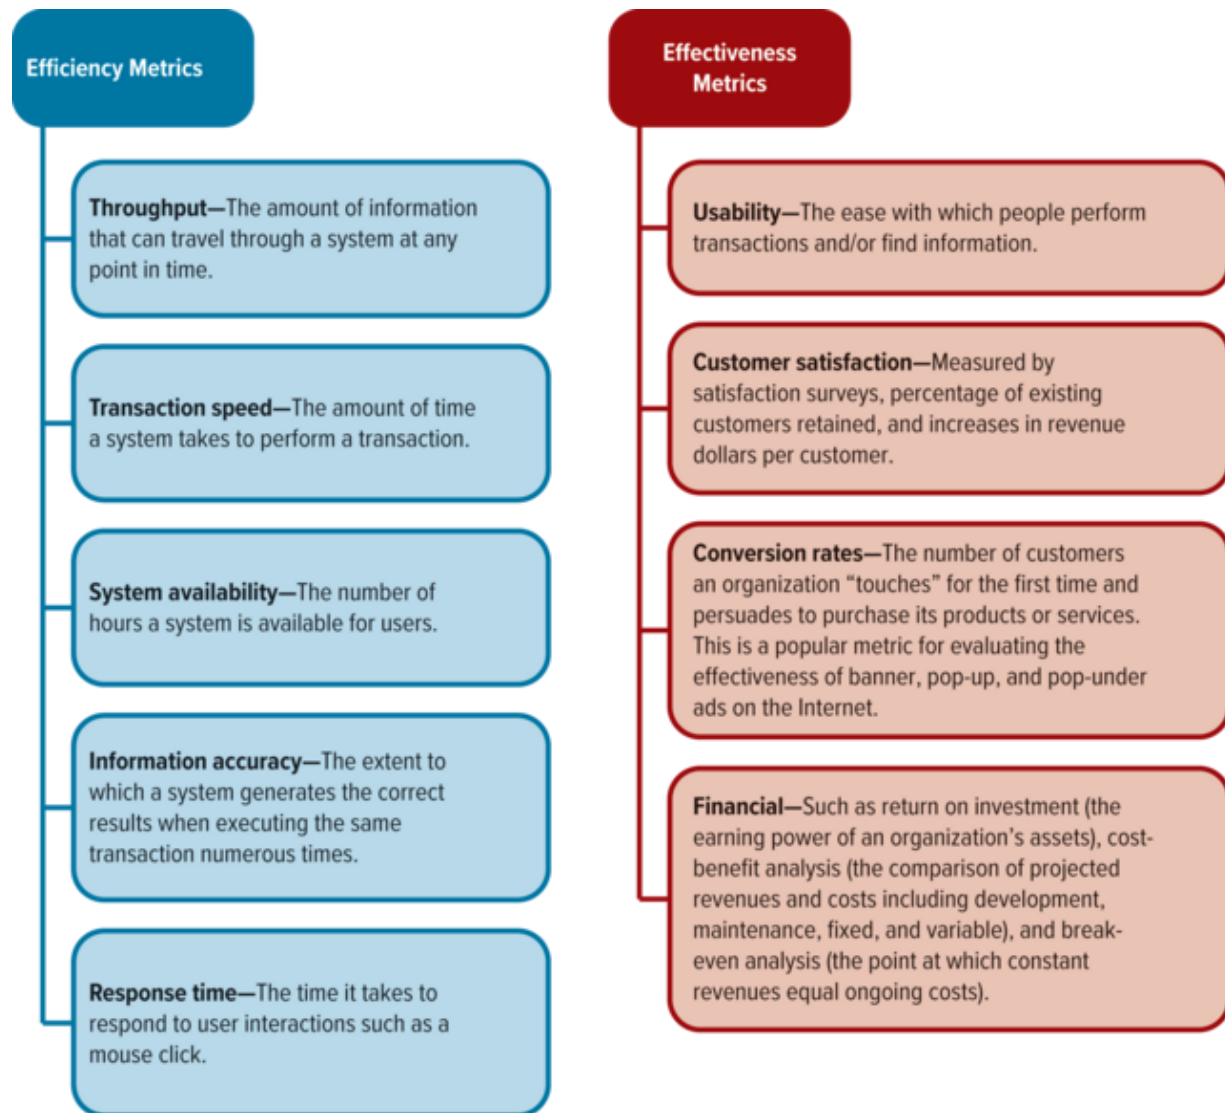 Efficiency Metrics
Throughput—The amount of information
that can travel through a system at any
point in time.
Transaction speed—The amount of time
a system takes to perform a transaction.
System availability—The number of
hours a system is available for users.
Information accuracy—The extent to
which a system generates the correct
results when executing the same
transaction numerous times.
Response time—The time it takes to
respond to user interactions such as a
mouse click.
Effectiveness
Metrics
Usability—The ease with which people perform
transactions and/or find information.
Customer satisfaction—Measured by
satisfaction surveys, percentage of existing
customers retained, and increases in revenue
dollars per customer.
Conversion rates—The number of customers
an organization “touches” for the first time and
persuades to purchase its products or services.
This is a popular metric for evaluating the
effectiveness of banner, pop-up, and pop-under
ads on the Internet.
Financial—Such as return on investment (the
earning power of an organization’s assets), cost-
benefit analysis (the comparison of projected
revenues and costs including development,
maintenance, fixed, and variable), and break-
even analysis (the point at which constant
revenues equal ongoing costs).